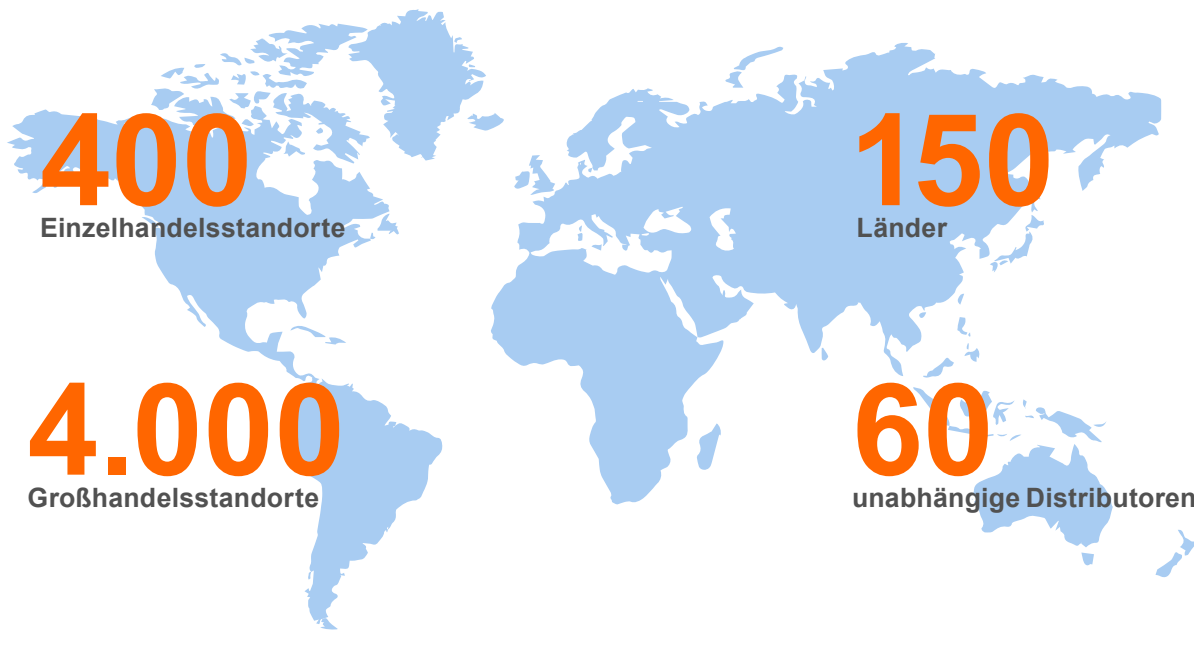 400
Einzelhandelsstandorte
150
Länder
4.000
Großhandelsstandorte
60
unabhängige Distributoren